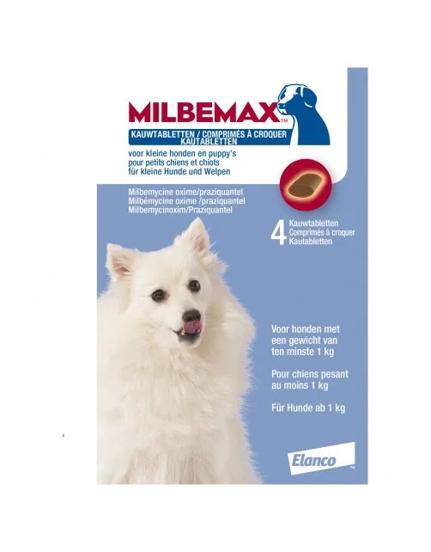 MILBEMAX™
KAUWTABLETTEN / COMPRIMÉS À CROQUER
KAUTABLETTEN
voor kleine honden en puppy's
pour petits chiens et chiots
für kleine Hunde und Welpen
Milbemycine oxime/praziquantel
Milbémycine oxime /praziquantel
Milbemycinoxim/Praziquantel
4 Kauwtabletten
Comprimés à croquer
Kautabletten
Voor honden met
een gewicht van
ten minste 1 kg
Pour chiens pesant
au moins 1 kg
Für Hunde ab 1 kg
Elanco™